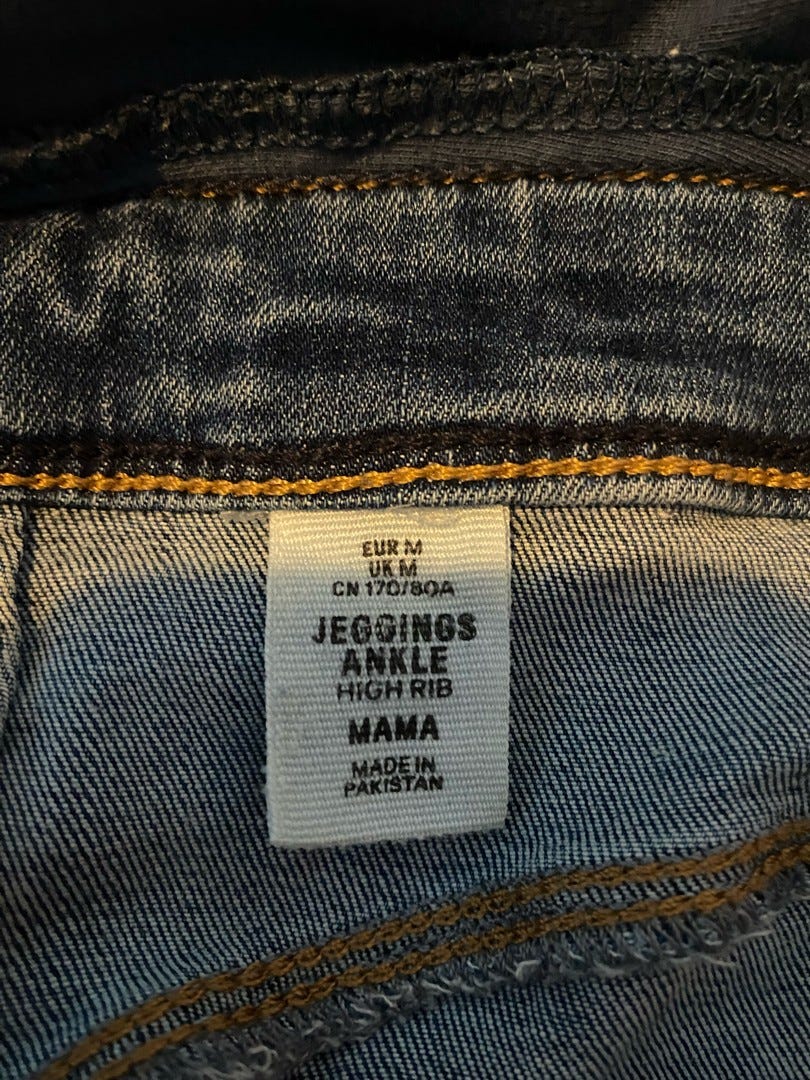 EUR M
UK M
CN 170/80A
JEGGINGS
ANKLE
HIGH RIB
MAMA
MADE IN
PAKISTAN